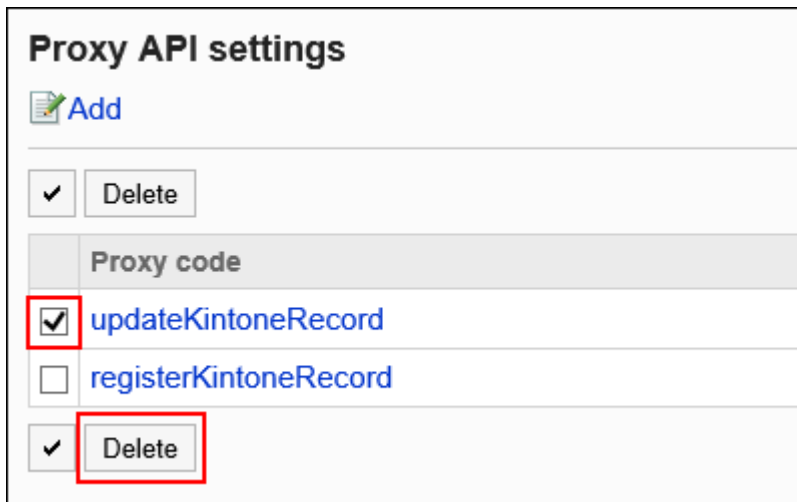 Proxy API settings
Add
Delete
Proxy code
updateKintoneRecord
registerKintoneRecord
Delete